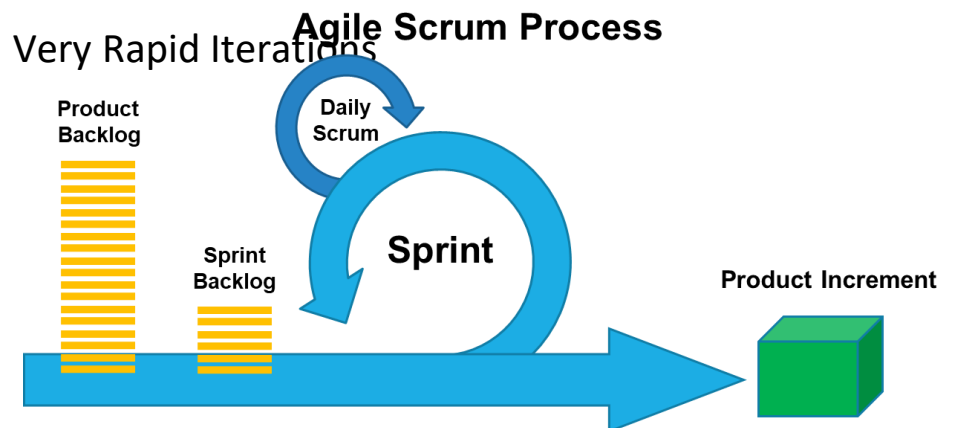 Agile Scrum Process
Very Rapid Iterations
Product
Backlog
Daily
Scrum
Sprint
Backlog
Sprint
Product Increment